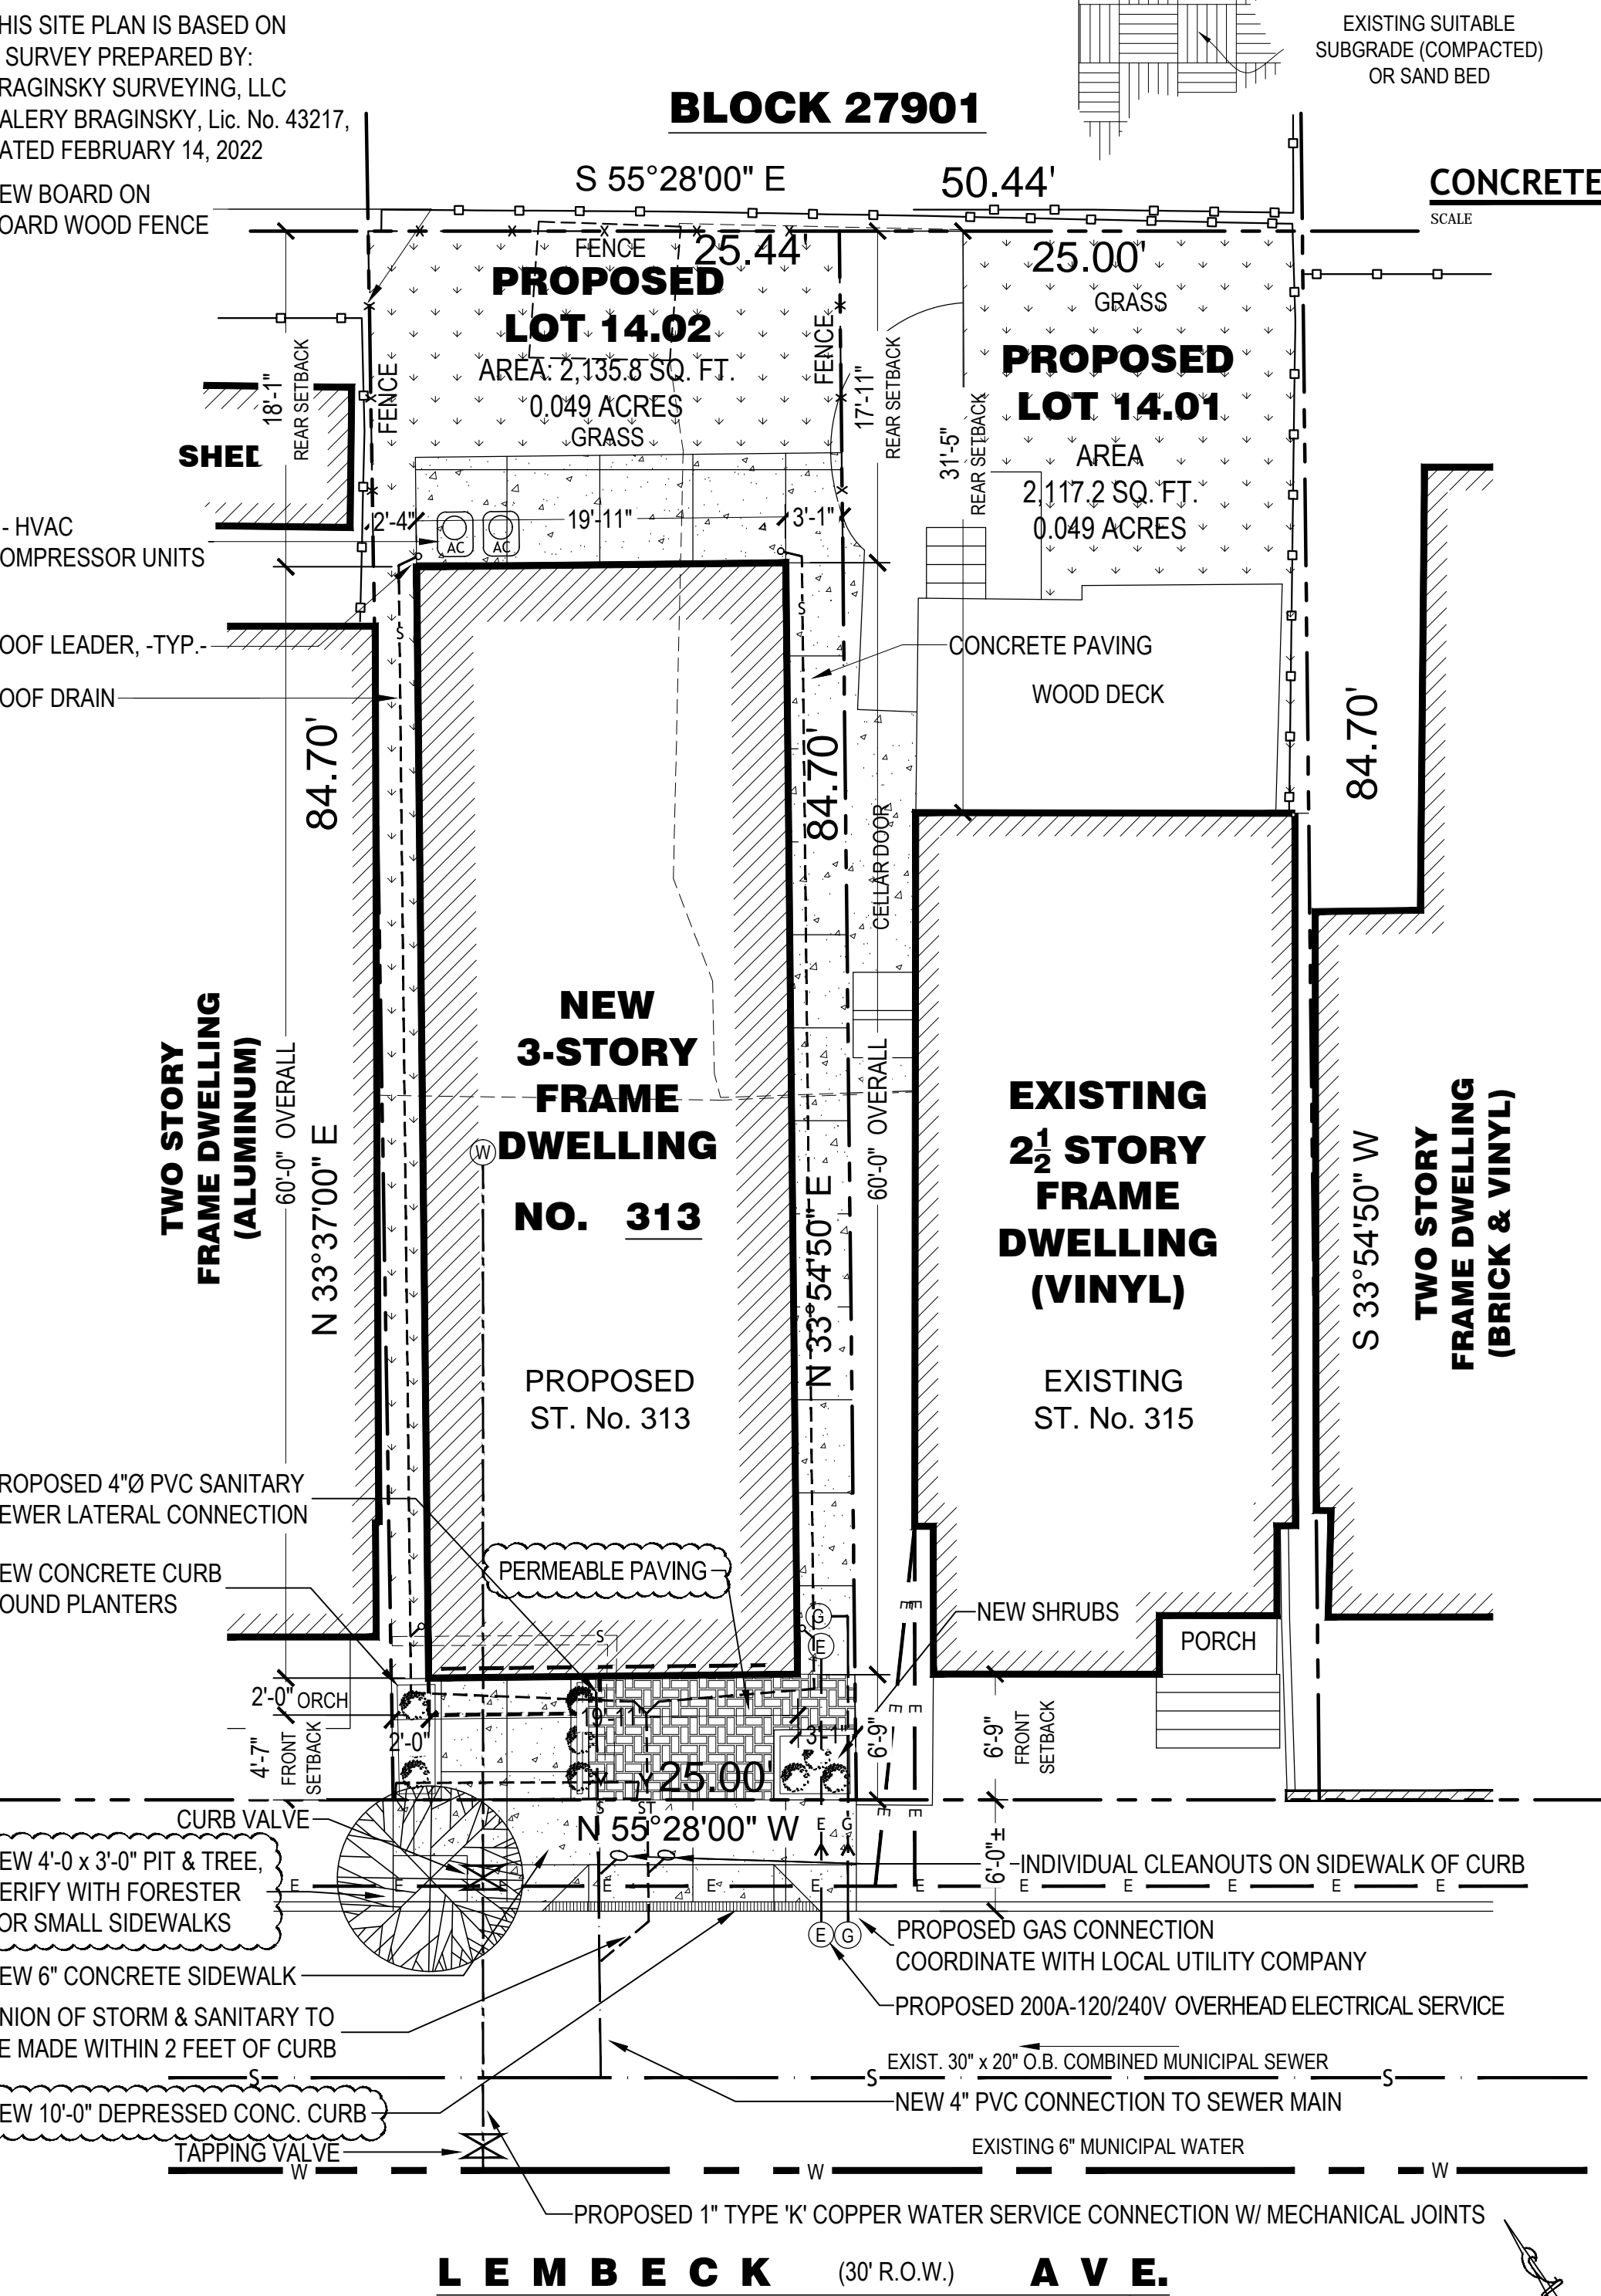 HIS SITE PLAN IS BASED ON
SURVEY PREPARED BY:
RAGINSKY SURVEYING, LLC
ALERY BRAGINSKY, Lic. No. 43217,
ATED FEBRUARY 14, 2022
EW BOARD ON
OARD WOOD FENCE
EXISTING SUITABLE
SUBGRADE (COMPACTED)
OR SAND BED
BLOCK 27901
CONCRETE
SCALE
S 55°28'00" E
50.44'
FENCE
25.44'
PROPOSED
LOT 14.02
AREA: 2,135.8 SQ. FT.
0.049 ACRES
GRASS
25.00'
GRASS
PROPOSED
LOT 14.01
AREA
2,117.2 SQ. FT.
0.049 ACRES
18'-1"
REAR SETBACK
FENCE
FENCE
17'-11"
REAR SETBACK
31'-5"
REAR SETBACK
SHED
- HVAC
OMPRESSOR UNITS
2'-4"
19'-11"
3'-1"
AC
AC
OOF LEADER, -TYP.-
OOF DRAIN
S
S
CONCRETE PAVING
WOOD DECK
84.70'
84.70'
84.70'
CELLAR DOOR
TWO STORY
FRAME DWELLING
(ALUMINUM)
60'-0" OVERALL
N 33°37'00" E
NEW
3-STORY
FRAME
DWELLING
NO. 313
W
PROPOSED
ST. No. 313
N 33°54'50" E
60'-0" OVERALL
EXISTING
2 1/2 STORY
FRAME
DWELLING
(VINYL)
EXISTING
ST. No. 315
S 33°54'50" W
TWO STORY
FRAME DWELLING
(BRICK & VINYL)
ROPOSED 4"Ø PVC SANITARY
EWER LATERAL CONNECTION
EW CONCRETE CURB
OUND PLANTERS
PERMEABLE PAVING
G
E
S
NEW SHRUBS
PORCH
E
E
E
E
E
E
E
E
2'-0"
ORCH
4'-7"
FRONT
SETBACK
2'-0"
19'-11"
3'-1"
6'-9"
6'-9"
FRONT
SETBACK
25.00'
N 55°28'00" W
S
ST
E
G
6'-0"±
CURB VALVE
EW 4'-0 x 3'-0" PIT & TREE,
ERIFY WITH FORESTER
OR SMALL SIDEWALKS
INDIVIDUAL CLEANOUTS ON SIDEWALK OF CURB
E E E E E E E E E E E E
E
G
PROPOSED GAS CONNECTION
COORDINATE WITH LOCAL UTILITY COMPANY
EW 6" CONCRETE SIDEWALK
PROPOSED 200A-120/240V OVERHEAD ELECTRICAL SERVICE
NION OF STORM & SANITARY TO
E MADE WITHIN 2 FEET OF CURB
EXIST. 30" x 20" O.B. COMBINED MUNICIPAL SEWER
S S S
EW 10'-0" DEPRESSED CONC. CURB
NEW 4" PVC CONNECTION TO SEWER MAIN
TAPPING VALVE
EXISTING 6" MUNICIPAL WATER
W W W
PROPOSED 1" TYPE 'K' COPPER WATER SERVICE CONNECTION W/ MECHANICAL JOINTS
LEMBECK (30' R.O.W.) AVE.